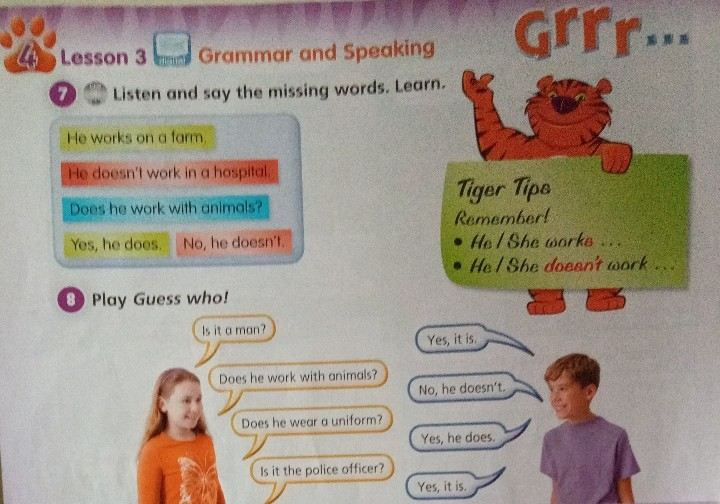 Grrr...
4 Lesson 3 Grammar and Speaking
7 Listen and say the missing words. Learn.
He works on a farm.
He doesn't work in a hospital.
Does he work with animals?
Yes, he does. No, he doesn't.
Tiger Tips
Remember!
• He / She works ...
• He / She doesn't work ...
8 Play Guess who!
Is it a man?
Yes, it is.
Does he work with animals?
No, he doesn't.
Does he wear a uniform?
Yes, he does.
Is it the police officer?
Yes, it is.